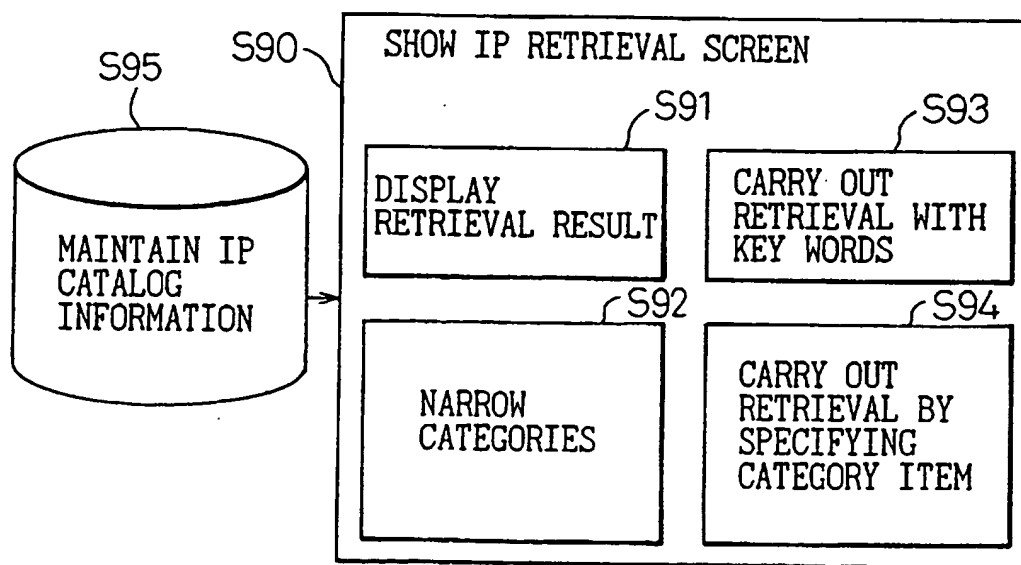 S95
MAINTAIN IP
CATALOG
INFORMATION
S90
SHOW IP RETRIEVAL SCREEN
S91
DISPLAY
RETRIEVAL RESULT
S93
CARRY OUT
RETRIEVAL WITH
KEY WORDS
S92
NARROW
CATEGORIES
S94
CARRY OUT
RETRIEVAL BY
SPECIFYING
CATEGORY ITEM